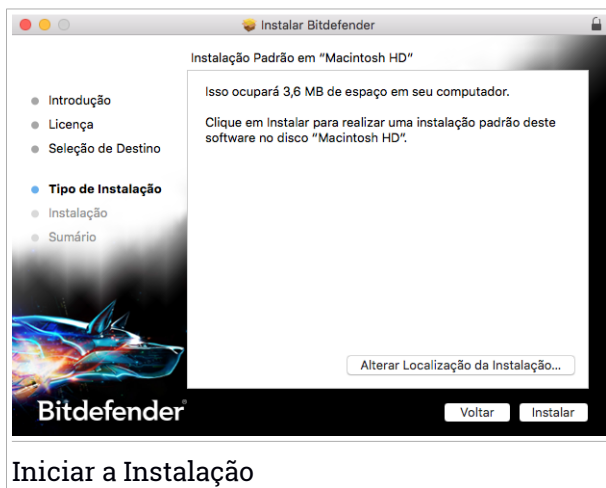 Instalar Bitdefender
Instalação Padrão em “Macintosh HD”
Introdução
Licença
Seleção de Destino
Tipo de Instalação
Instalação
Sumário
Isso ocupará 3,6 MB de espaço em seu computador.
Clique em Instalar para realizar uma instalação padrão deste
software no disco “Macintosh HD”.
Alterar Localização da Instalação...
Bitdefender
Voltar
Instalar
Iniciar a Instalação